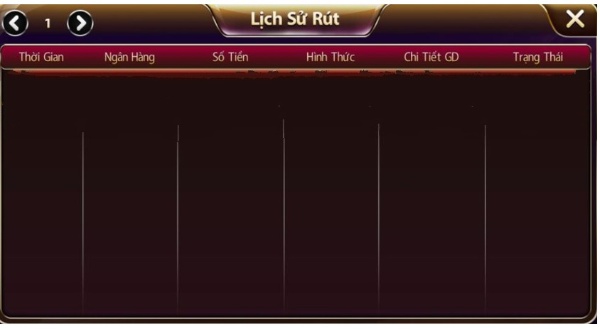 1
Lịch Sử Rút
Thời Gian Ngân Hàng Số Tiền Hình Thức Chi Tiết GD Trạng Thái